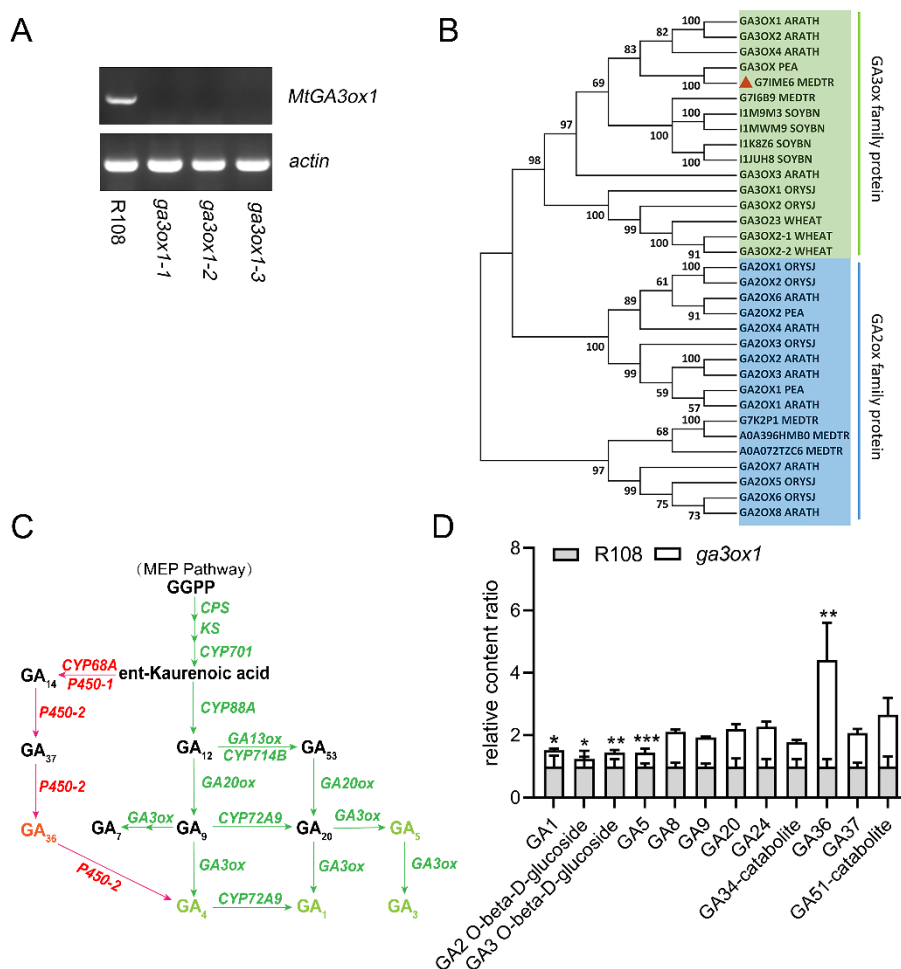 A
MtGA3ox1
actin
R108
ga3ox1-1
ga3ox1-2
ga3ox1-3
B
GA3OX1 ARATH
GA3OX2 ARATH
GA3OX4 ARATH
GA3OX PEA
G7IME6 MEDTR
G7I6B9 MEDTR
I1M9M3 SOYBN
I1MWM9 SOYBN
I1K8Z6 SOYBN
I1JUH8 SOYBN
GA3OX3 ARATH
GA3OX1 ORYSJ
GA3OX2 ORYSJ
GA3O23 WHEAT
GA3OX2-1 WHEAT
GA3OX2-2 WHEAT
GA2OX1 ORYSJ
GA2OX2 ORYSJ
GA2OX6 ARATH
GA2OX2 PEA
GA2OX4 ARATH
GA2OX3 ORYSJ
GA2OX2 ARATH
GA2OX3 ARATH
GA2OX1 PEA
GA2OX1 ARATH
G7K2P1 MEDTR
A0A396HMB0 MEDTR
A0A072TZC6 MEDTR
GA2OX7 ARATH
GA2OX5 ORYSJ
GA2OX6 ORYSJ
GA2OX8 ARATH
100
82
83
100
69
100
100
100
97
98
100
99
100
91
100
61
89
91
100
100
99
59
57
100
68
97
99
75
73
GA3ox family protein
GA2ox family protein
C
(MEP Pathway)
GGPP
CPS
KS
CYP701
ent-Kaurenoic acid
CYP68A
P450-1
GA14
P450-2
GA37
P450-2
GA36
P450-2
CYP88A
GA12
GA13ox
CYP714B
GA53
GA20ox
GA20ox
GA7
GA3ox
GA9
CYP72A9
GA20
GA3ox
GA5
GA3ox
GA3ox
GA3ox
GA4
CYP72A9
GA1
GA3
D
R108
ga3ox1
relative content ratio
8
6
4
2
0
*
*
**
***
**
GA1
GA2 O-beta-D-glucoside
GA3 O-beta-D-glucoside
GA5
GA8
GA9
GA20
GA24
GA34-catabolite
GA36
GA37
GA51-catabolite